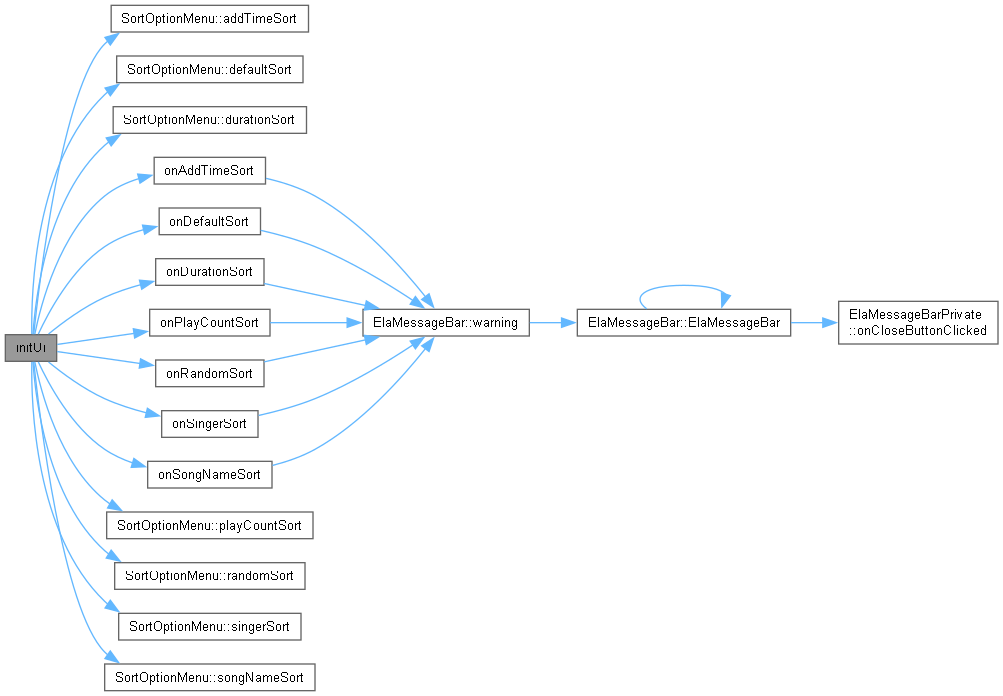 SortOptionMenu::addTimeSort
SortOptionMenu::defaultSort
SortOptionMenu::durationSort
onAddTimeSort
onDefaultSort
onDurationSort
onPlayCountSort
ElaMessageBar::warning
ElaMessageBar::ElaMessageBar
ElaMessageBarPrivate
::onCloseButtonClicked
initUi
onRandomSort
onSingerSort
onSongNameSort
SortOptionMenu::playCountSort
SortOptionMenu::randomSort
SortOptionMenu::singerSort
SortOptionMenu::songNameSort